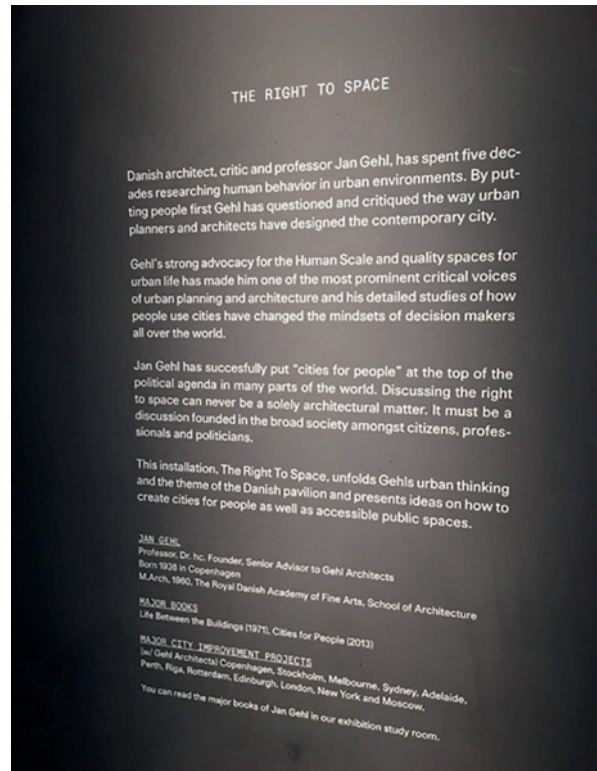 THE RIGHT TO SPACE
Danish architect, critic and professor Jan Gehl, has spent five dec-
ades researching human behavior in urban environments. By put-
ting people first Gehl has questioned and critiqued the way urban
planners and architects have designed the contemporary city.
Gehl's strong advocacy for the Human Scale and quality spaces for
urban life has made him one of the most prominent critical voices
of urban planning and architecture and his detailed studies of how
people use cities have changed the mindsets of decision makers
all over the world.
Jan Gehl has succesfully put "cities for people" at the top of the
political agenda in many parts of the world. Discussing the right
to space can never be a solely architectural matter. It must be a
discussion founded in the broad society amongst citizens, profes-
sionals and politicians.
This installation, The Right To Space, unfolds Gehls urban thinking
and the theme of the Danish pavilion and presents ideas on how to
create cities for people as well as accessible public spaces.
JAN GEHL
Professor, Dr. hc. Founder, Senior Advisor to Gehl Architects
Born 1936 in Copenhagen
M.Arch, 1960, The Royal Danish Academy of Fine Arts, School of Architecture
MAJOR BOOKS
Life Between the Buildings (1971), Cities for People (2013)
MAJOR CITY IMPROVEMENT PROJECTS
(w/ Gehl Architects) Copenhagen, Stockholm, Melbourne, Sydney, Adelaide,
Perth, Riga, Rotterdam, Edinburgh, London, New York and Moscow.
You can read the major books of Jan Gehl in our exhibition study room.